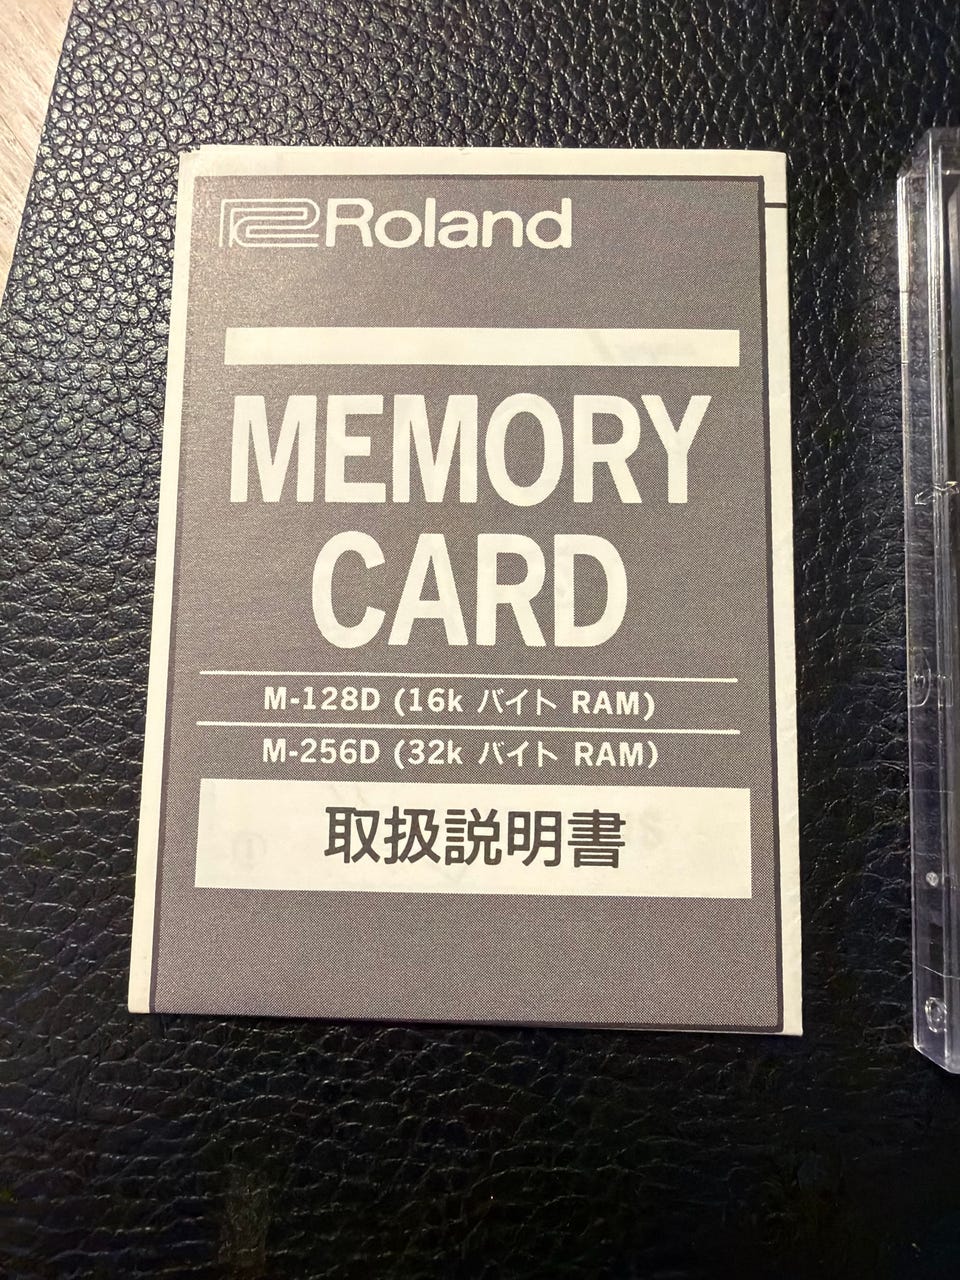 Roland
MEMORY
CARD
M-128D (16k バイト RAM)
M-256D (32k バイト RAM)
取扱説明書